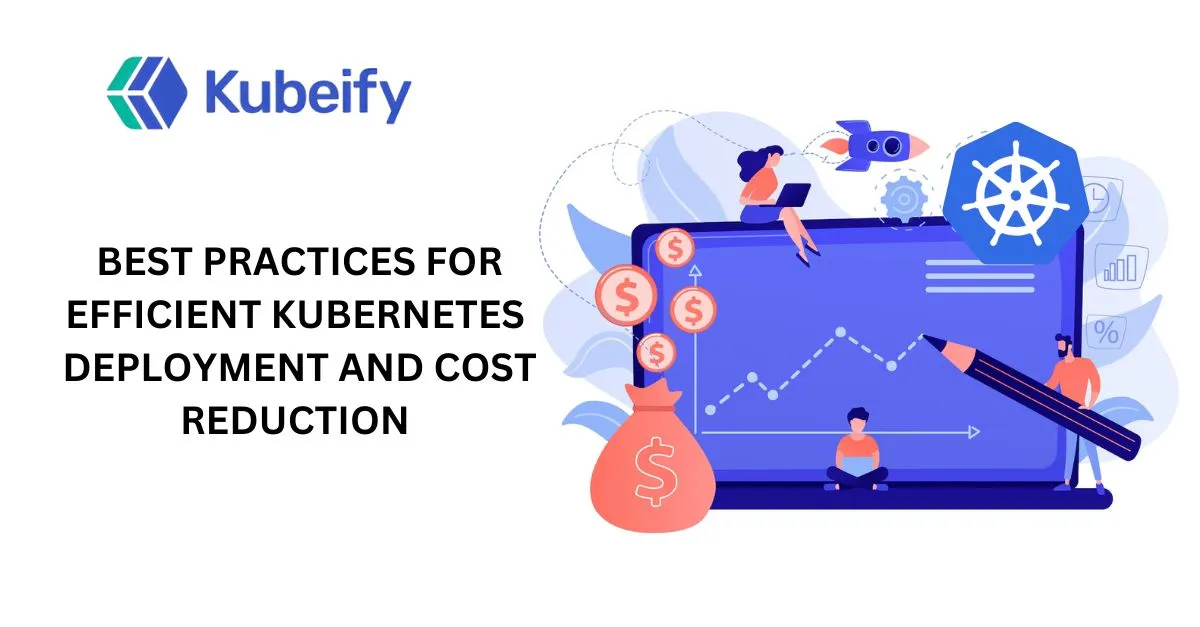 Kubeify
BEST PRACTICES FOR
EFFICIENT KUBERNETES
DEPLOYMENT AND COST
REDUCTION
$
$
$
$
$
%